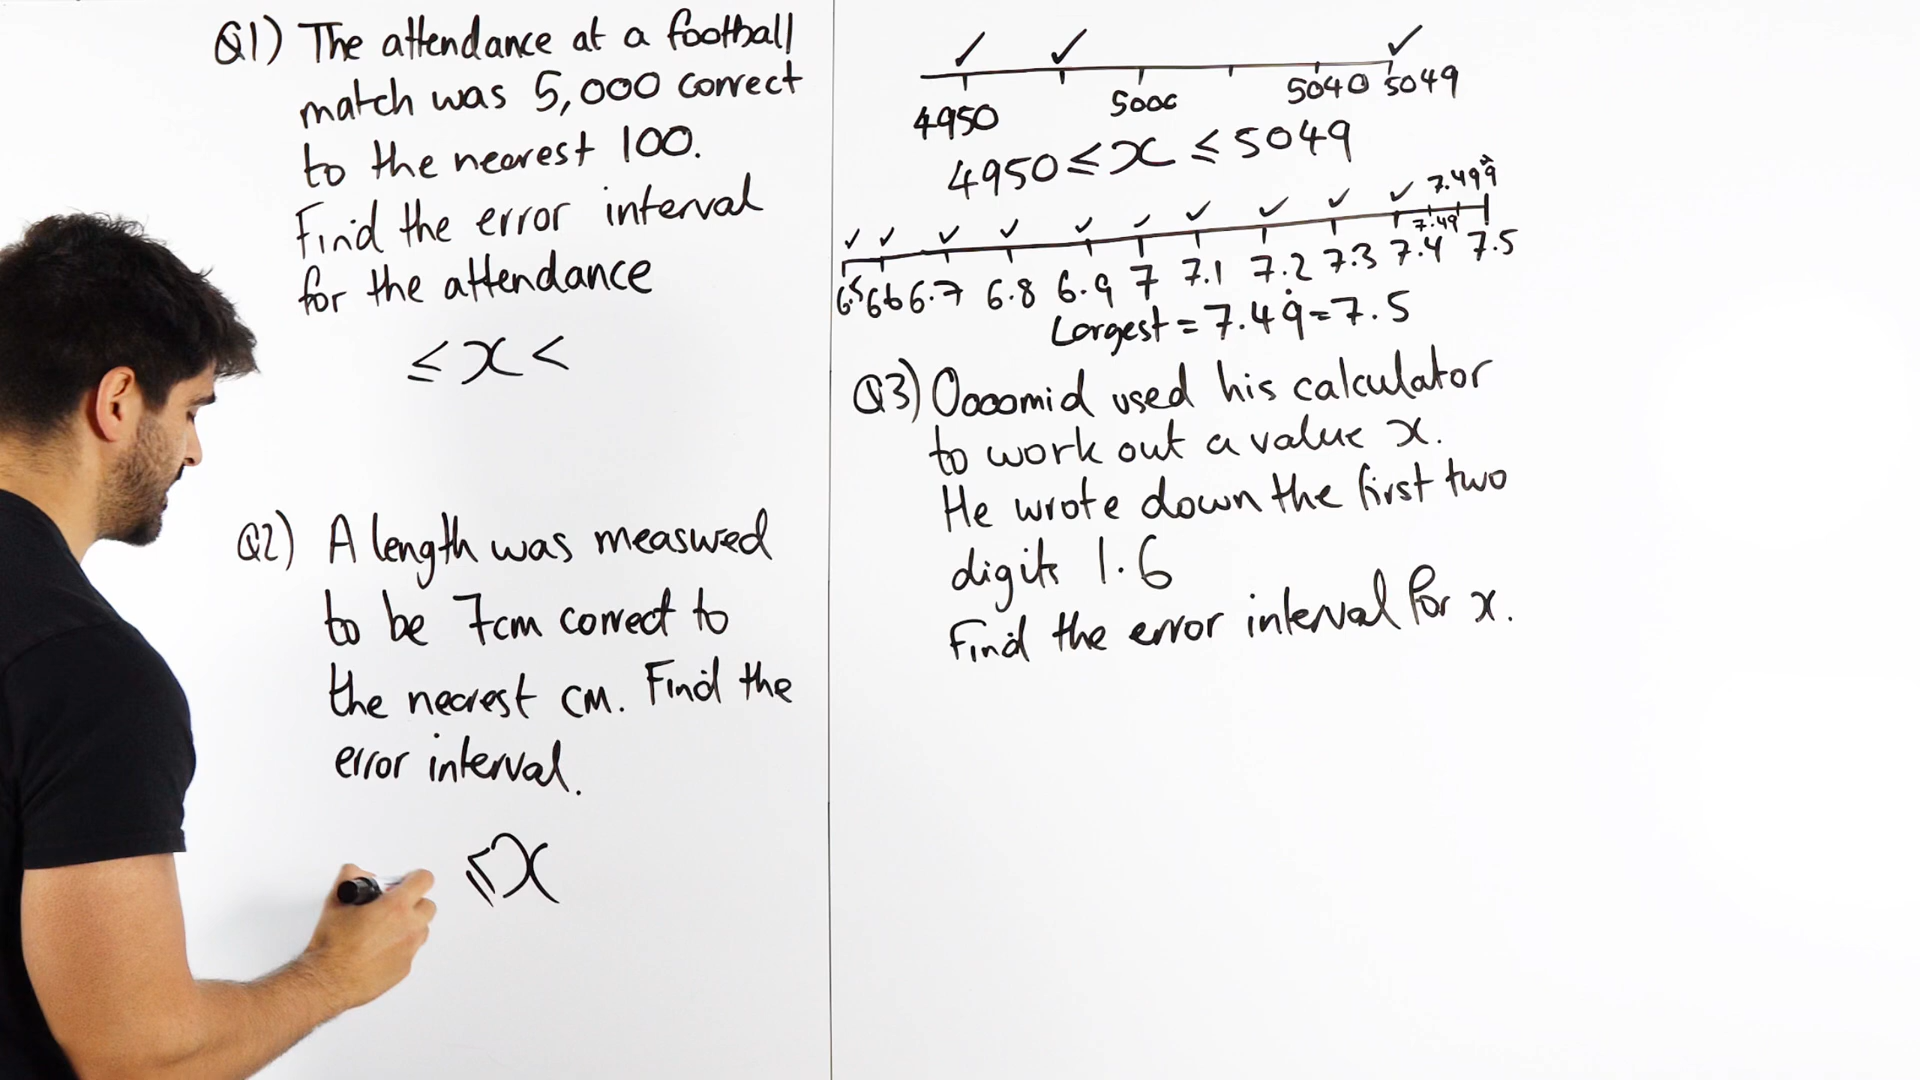 Q1) The attendance at a football
match was 5,000 correct
to the nearest 100.
Find the error interval
for the attendance
≤ x <
Q2) A length was measured
to be 7cm correct to
the nearest cm. Find the
error interval.
≤ x
4950 5000 5040 5049
4950 ≤ x ≤ 5049
7.499̇
7.49
6.5 6.6 6.7 6.8 6.9 7 7.1 7.2 7.3 7.4 7.5
Largest = 7.49̇ = 7.5
Q3) Oooomid used his calculator
to work out a value x.
He wrote down the first two
digits 1.6
Find the error interval for x.